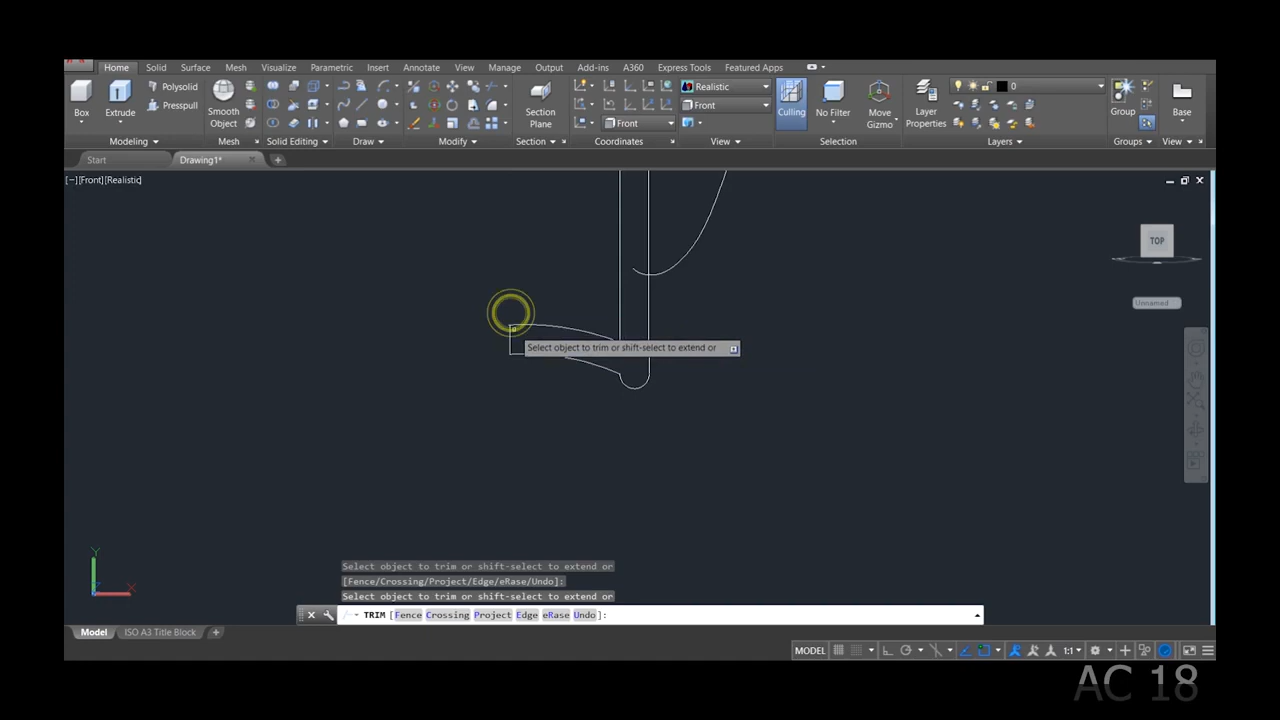 Home Solid Surface Mesh Visualize Parametric Insert Annotate View Manage Output Add-ins A360 Express Tools Featured Apps
Box
Extrude
Polysolid
Presspull
Smooth
Object
Section
Plane
Front
Realistic
Front
Culling
No Filter
Move
Gizmo
Layer
Properties
0
Group
Base
Modeling Mesh Solid Editing Draw Modify Section Coordinates View Selection Layers Groups View
Start Drawing1*
[−][Front][Realistic]
TOP
Unnamed
Select object to trim or shift-select to extend or
Y
X
Select object to trim or shift-select to extend or
[Fence/Crossing/Project/Edge/eRase/Undo]:
Select object to trim or shift-select to extend or
TRIM [Fence Crossing Project Edge eRase Undo]:
Model ISO A3 Title Block
MODEL 1:1
AC 18